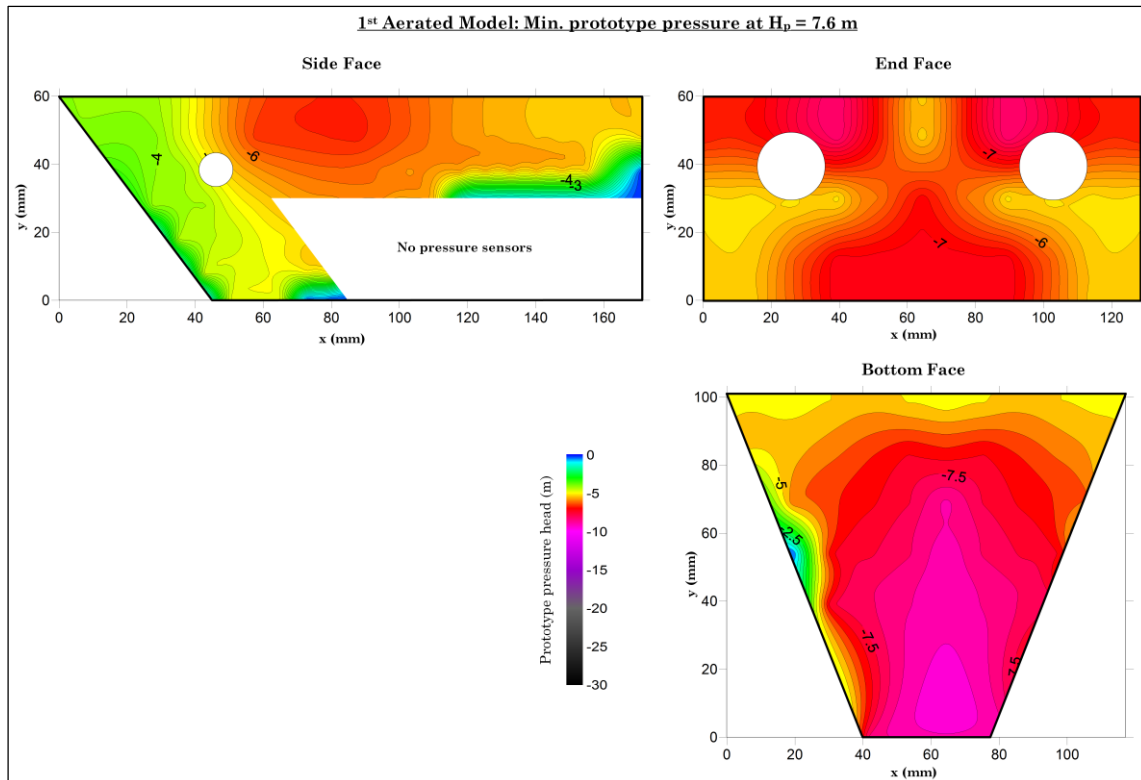 1st Aerated Model: Min. prototype pressure at Hp = 7.6 m
Side Face
60
40
20
0
y (mm)
-4
-6
-4
-3
No pressure sensors
0 20 40 60 80 100 120 140 160
x (mm)
End Face
60
40
20
0
y (mm)
-7
-7
-6
0 20 40 60 80 100 120
x (mm)
Bottom Face
100
80
60
40
20
0
y (mm)
-5
-7.5
-2.5
-7.5
7.5
0 20 40 60 80 100
x (mm)
Prototype pressure head (m)
0
-5
-10
-15
-20
-25
-30